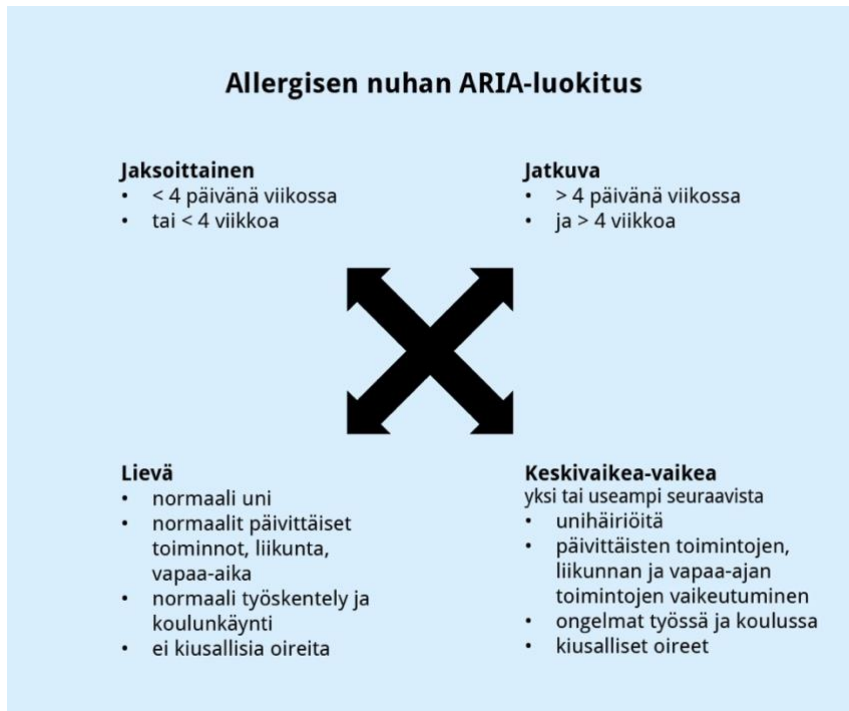 Allergisen nuhan ARIA-luokitus
Jaksoittainen
• < 4 päivänä viikossa
• tai < 4 viikkoa
Jatkuva
• > 4 päivänä viikossa
• ja > 4 viikkoa
Lievä
• normaali uni
• normaalit päivittäiset
toiminnot, liikunta,
vapaa-aika
• normaali työskentely ja
koulunkäynti
• ei kiusallisia oireita
Keskivaikea-vaikea
yksi tai useampi seuraavista
• unihäiriöitä
• päivittäisten toimintojen,
liikunnan ja vapaa-ajan
toimintojen vaikeutuminen
• ongelmat työssä ja koulussa
• kiusalliset oireet